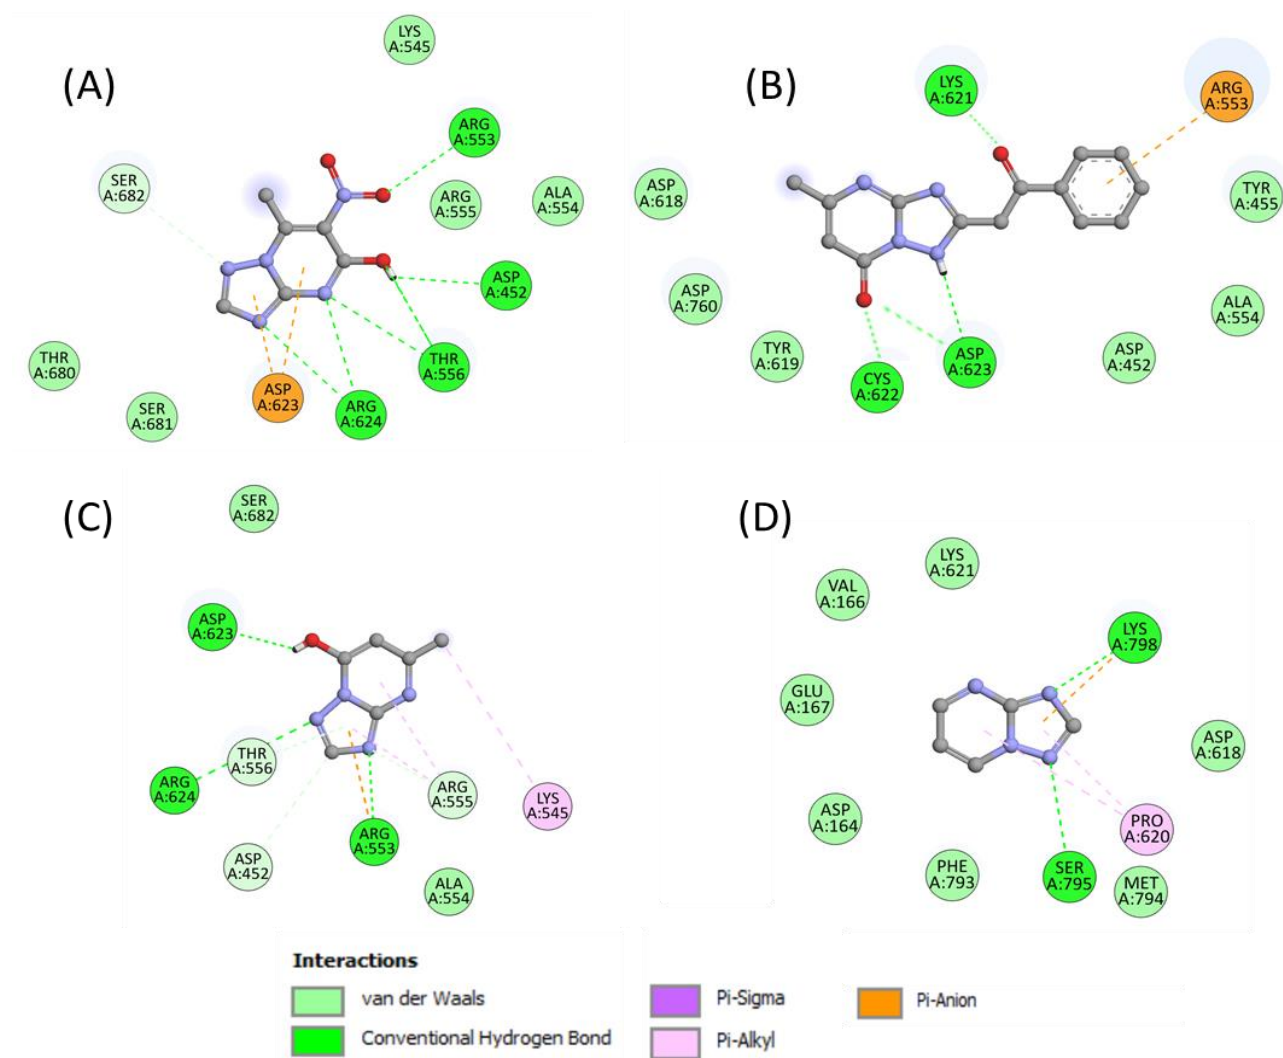 (A)
LYS
A:545
ARG
A:553
SER
A:682
ARG
A:555
ALA
A:554
ASP
A:452
THR
A:556
THR
A:680
SER
A:681
ASP
A:623
ARG
A:624
(B)
LYS
A:621
ARG
A:553
ASP
A:618
TYR
A:455
ASP
A:760
ALA
A:554
TYR
A:619
ASP
A:452
ASP
A:623
CYS
A:622
(C)
SER
A:682
ASP
A:623
THR
A:556
ARG
A:624
ARG
A:555
LYS
A:545
ARG
A:553
ASP
A:452
ALA
A:554
(D)
LYS
A:621
VAL
A:166
LYS
A:798
GLU
A:167
ASP
A:618
ASP
A:164
PRO
A:620
PHE
A:793
SER
A:795
MET
A:794
Interactions
van der Waals
Conventional Hydrogen Bond
Pi-Sigma
Pi-Alkyl
Pi-Anion